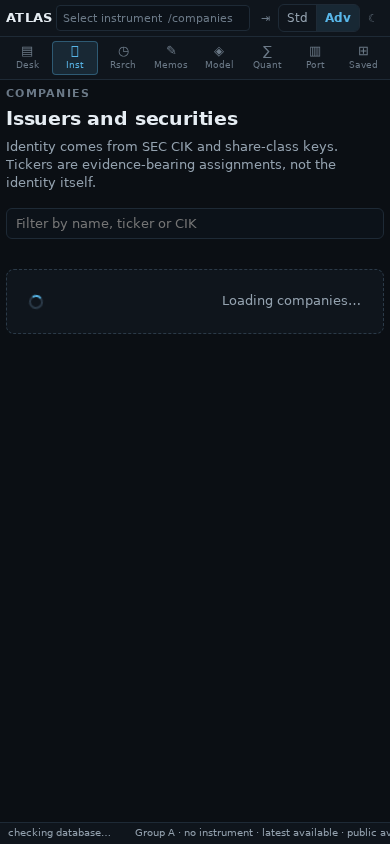 ATLAS Select instrument /companies Std Adv
Desk Inst Rsrch Memos Model Quant Port Saved
COMPANIES
Issuers and securities
Identity comes from SEC CIK and share-class keys.
Tickers are evidence-bearing assignments, not the
identity itself.
Filter by name, ticker or CIK
Loading companies...
checking database... Group A · no instrument · latest available · public av